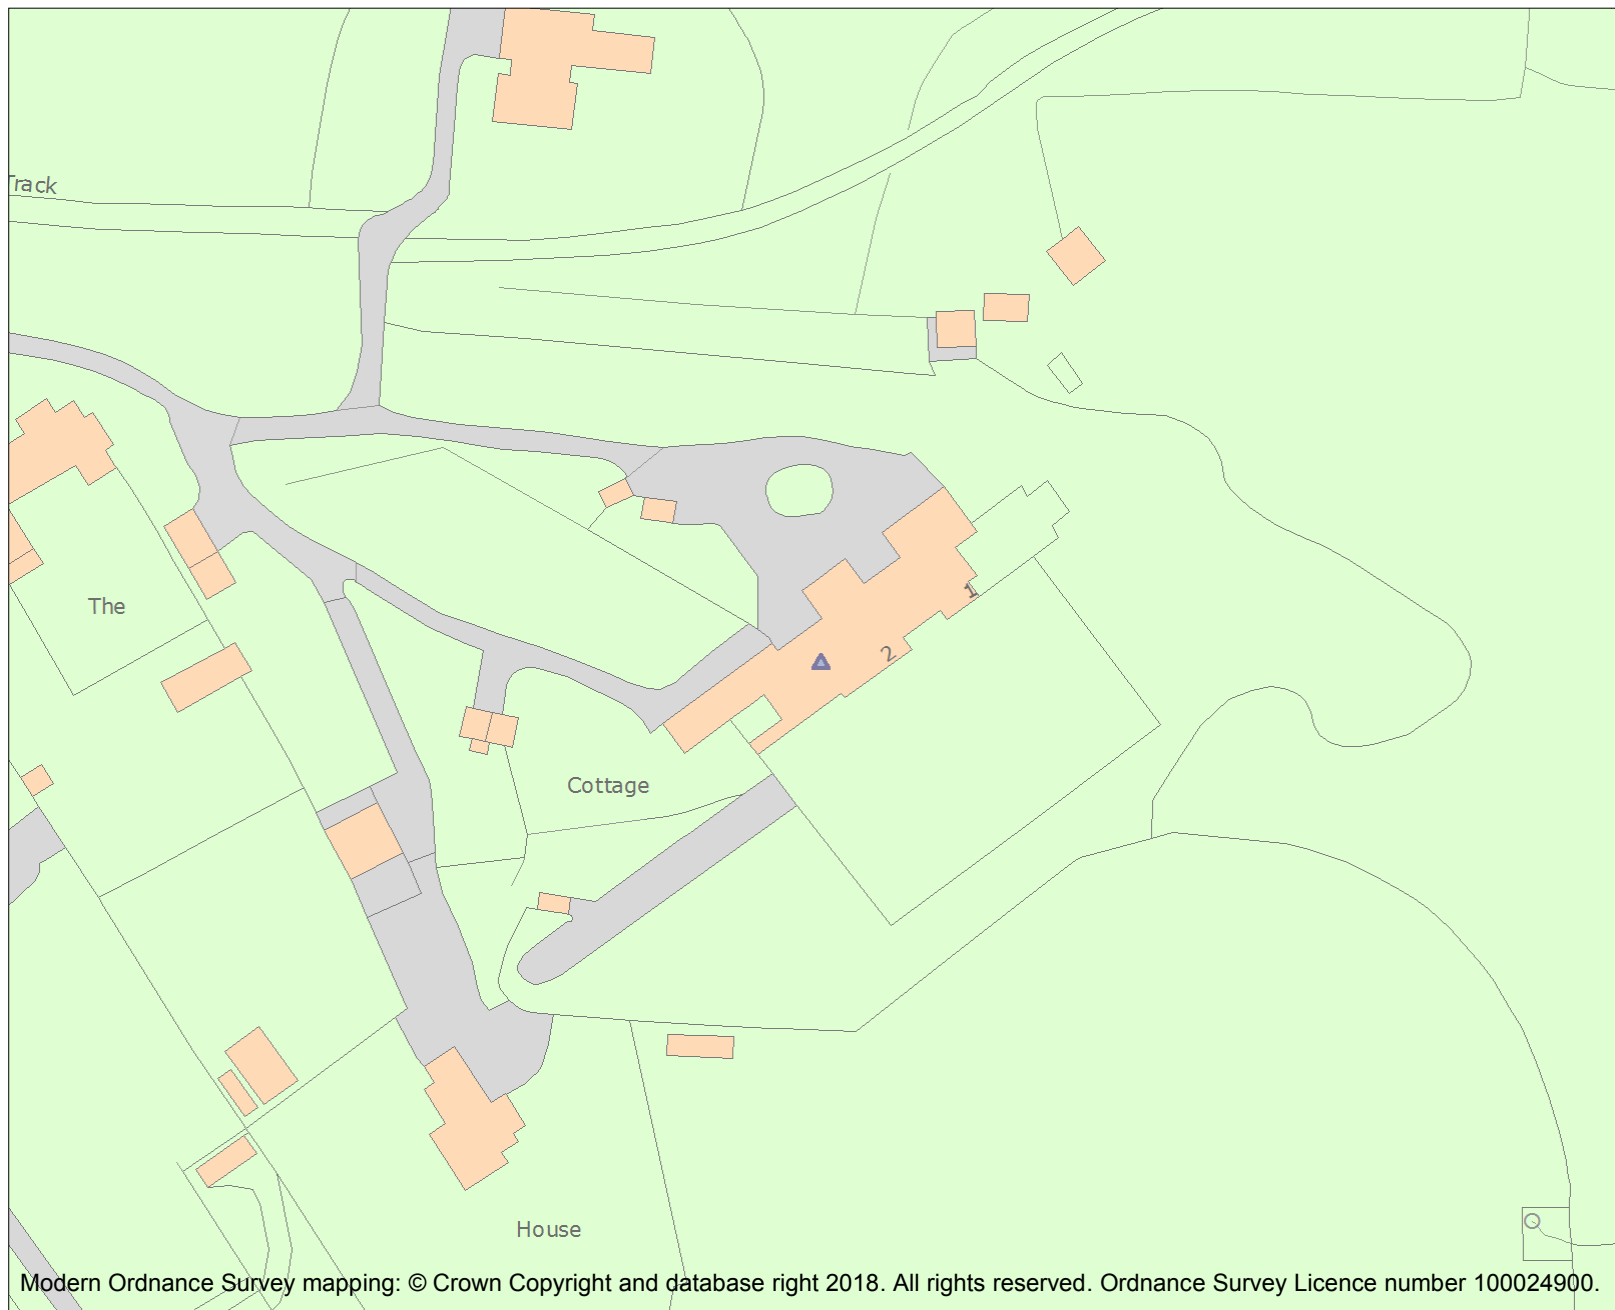 Track
The
1
2
Cottage
House
Modern Ordnance Survey mapping: © Crown Copyright and database right 2018. All rights reserved. Ordnance Survey Licence number 100024900.